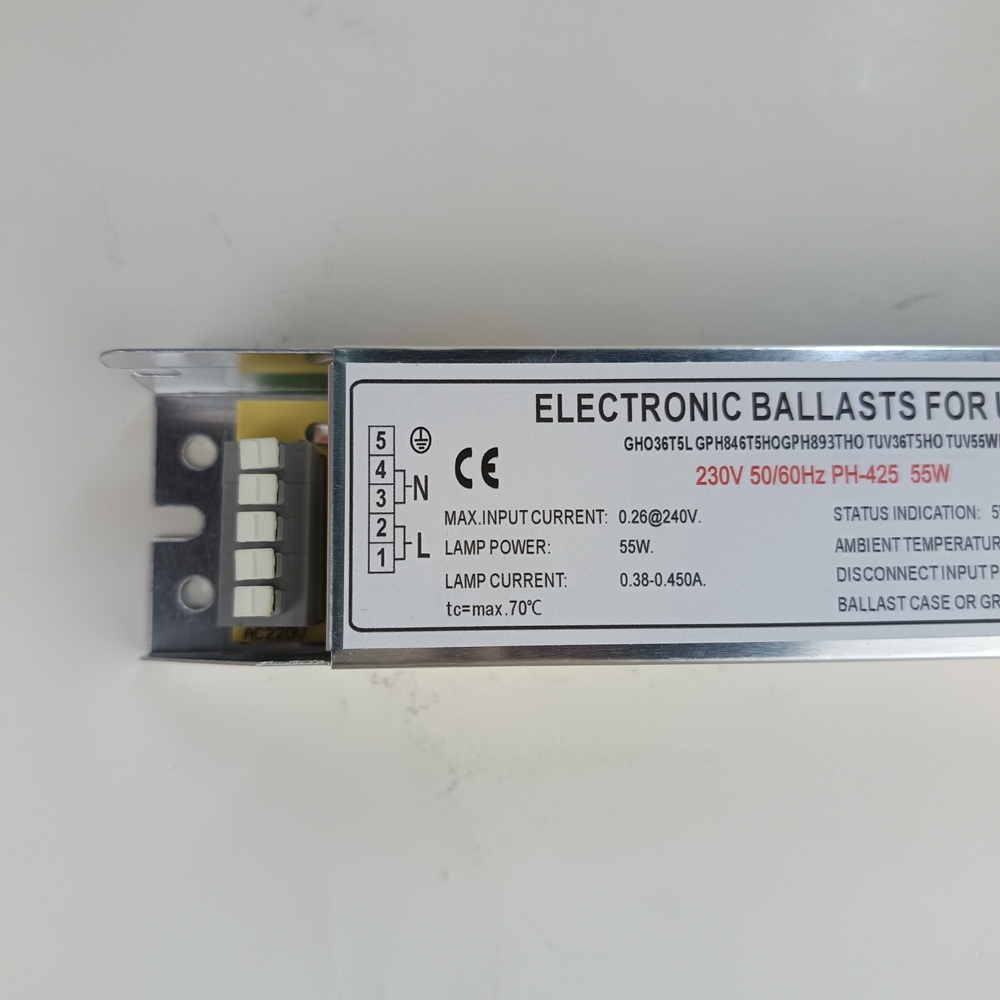 ELECTRONIC BALLASTS FOR
GHO36T5L GPH846T5HOGPH893THO TUV36T5HO TUV55W
230V 50/60Hz PH-425 55W
5
4
3
2
1
N
L
CE
MAX.INPUT CURRENT: 0.26@240V.
LAMP POWER: 55W.
LAMP CURRENT: 0.38-0.450A.
tc=max.70℃
STATUS INDICATION: 5
AMBIENT TEMPERATUR
DISCONNECT INPUT P
BALLAST CASE OR GR
AC220V